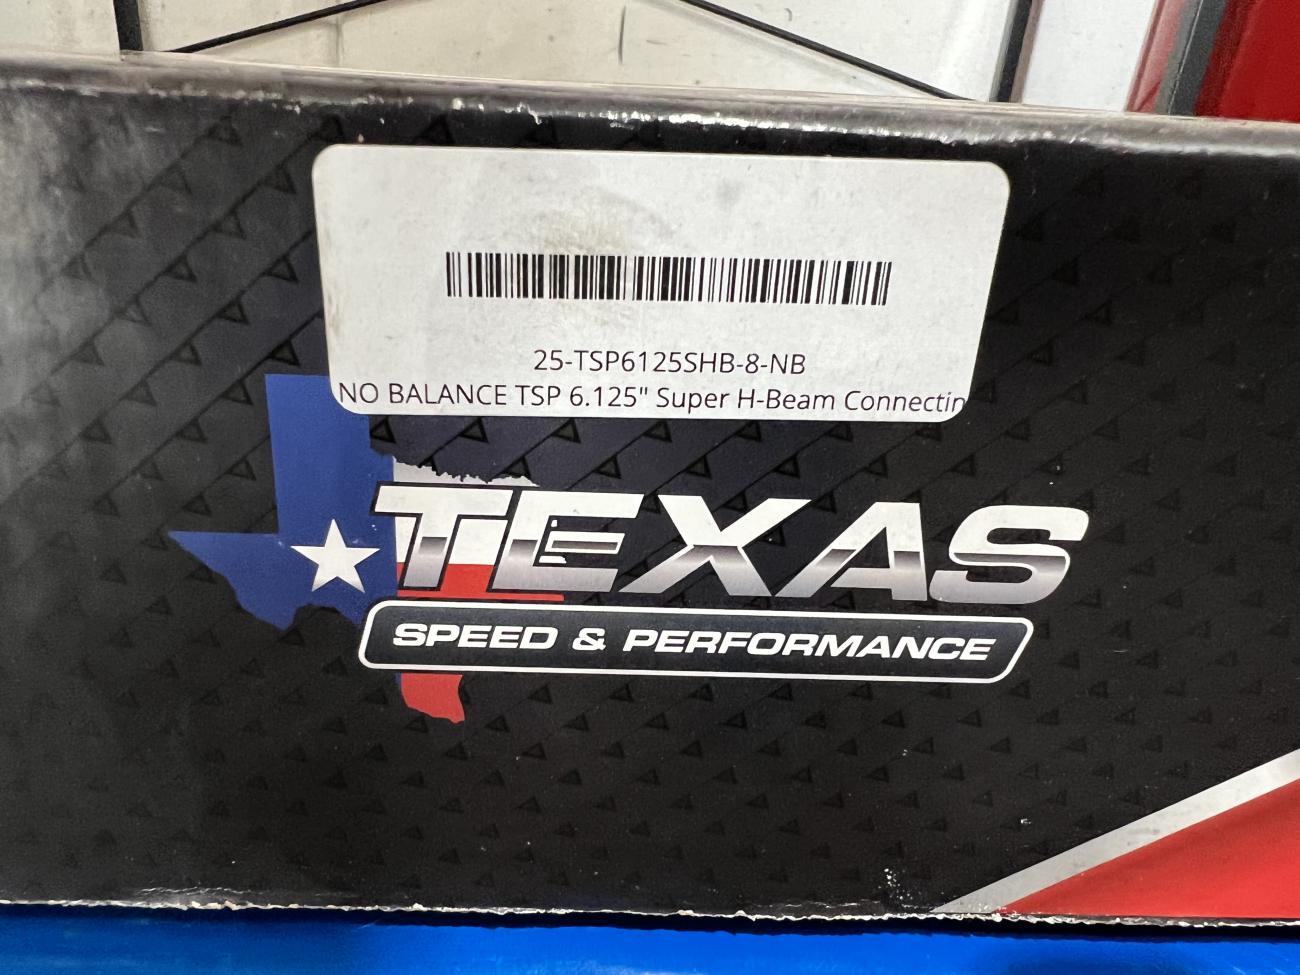 25-TSP6125SHB-8-NB
NO BALANCE TSP 6.125" Super H-Beam Connectin
TEXAS
SPEED & PERFORMANCE